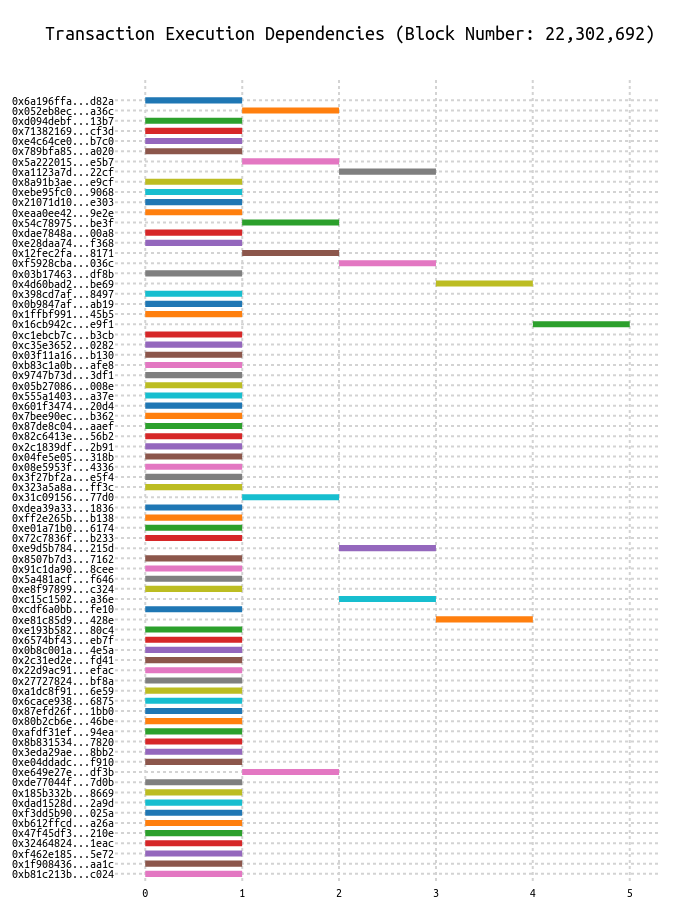 Transaction Execution Dependencies (Block Number: 22,302,692)
0x6a196ffa...d82a
0x052eb8ec...a36c
0xd094debf...13b7
0x71382169...cf3d
0xe4c64ce0...b7c0
0x789bfa85...a020
0x5a222015...e5b7
0xa1123a7d...22cf
0x8a91b3ae...e9cf
0xebe95fc0...9068
0x21071d10...e303
0xeaa0ee42...9e2e
0x54c78975...be3f
0xdae7848a...00a8
0xe28daa74...f368
0x12fec2fa...8171
0xf5928cba...036c
0x03b17463...df8b
0x4d60bad2...be69
0x398cd7af...8497
0x0b9847af...ab19
0x1ffbf991...45b5
0x16cb942c...e9f1
0xc1ebcb7c...b3cb
0xc35e3652...0282
0x03f11a16...b130
0xb83c1a0b...afe8
0x9747b73d...3df1
0x05b27086...008e
0x555a1403...a37e
0x601f3474...20d4
0x7bee90ec...b362
0x87de8c04...aaef
0x82c6413e...56b2
0x2c1839df...2b91
0x04fe5e05...318b
0x08e5953f...4336
0x3f27bf2a...e5f4
0x323a5a8a...ff3c
0x31c09156...77d0
0xdea39a33...1836
0xff2e265b...b138
0xe01a71b0...6174
0x72c7836f...b233
0xe9d5b784...215d
0x8507b7d3...7162
0x91c1da90...8cee
0x5a481acf...f646
0xe8f97899...c324
0xc15c1502...a36e
0xcdf6a0bb...fe10
0xe81c85d9...428e
0xe193b582...80c4
0x6574bf43...eb7f
0x0b8c001a...4e5a
0x2c31ed2e...fd41
0x22d9ac91...efac
0x27727824...bf8a
0xa1dc8f91...6e59
0x6cace938...6875
0x87efd26f...1bb0
0x80b2cb6e...46be
0xafdf31ef...94ea
0x8b831534...7820
0x3eda29ae...8bb2
0xe04ddadc...f910
0xe649e27e...df3b
0xde77044f...7d0b
0x185b332b...8669
0xdad1528d...2a9d
0xf3dd5b90...025a
0xb612ffcd...a26a
0x47f45df3...210e
0x32464824...1eac
0xf462e185...5e72
0x1f908436...aa1c
0xb81c213b...c024
0 1 2 3 4 5